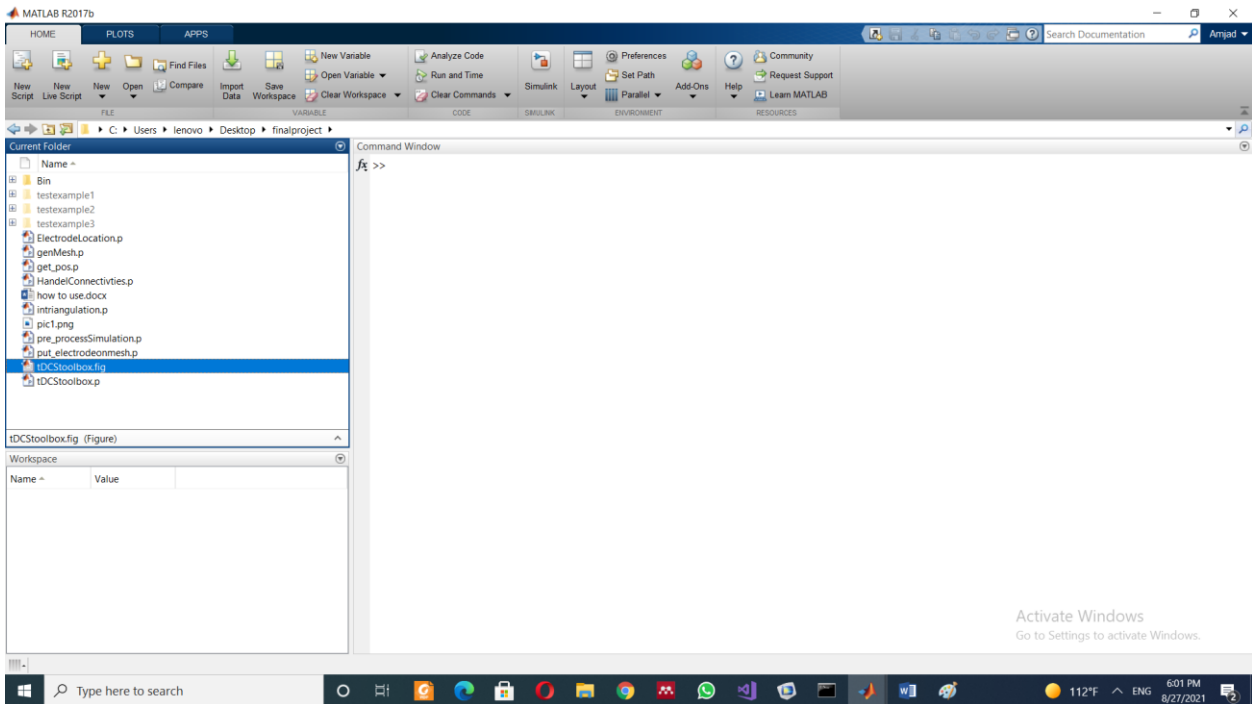 MATLAB R2017b
HOME PLOTS APPS Search Documentation Amjad
New Script New Live Script New Open Find Files Compare Import Data Save Workspace New Variable Open Variable Clear Workspace Analyze Code Run and Time Clear Commands Simulink Layout Preferences Set Path Parallel Add-Ons Help Community Request Support Learn MATLAB
FILE VARIABLE CODE SIMULINK ENVIRONMENT RESOURCES
C: Users lenovo Desktop finalproject
Current Folder
Name
Bin
testexample1
testexample2
testexample3
ElectrodeLocation.p
genMesh.p
get_pos.p
HandelConnectivties.p
how to use.docx
intriangulation.p
pic1.png
pre_processSimulation.p
put_electrodeonmesh.p
tDCStoolbox.fig
tDCStoolbox.p
tDCStoolbox.fig (Figure)
Workspace
Name Value
Command Window
fx >>
Activate Windows
Go to Settings to activate Windows.
Type here to search
112°F ENG 6:01 PM
8/27/2021
2